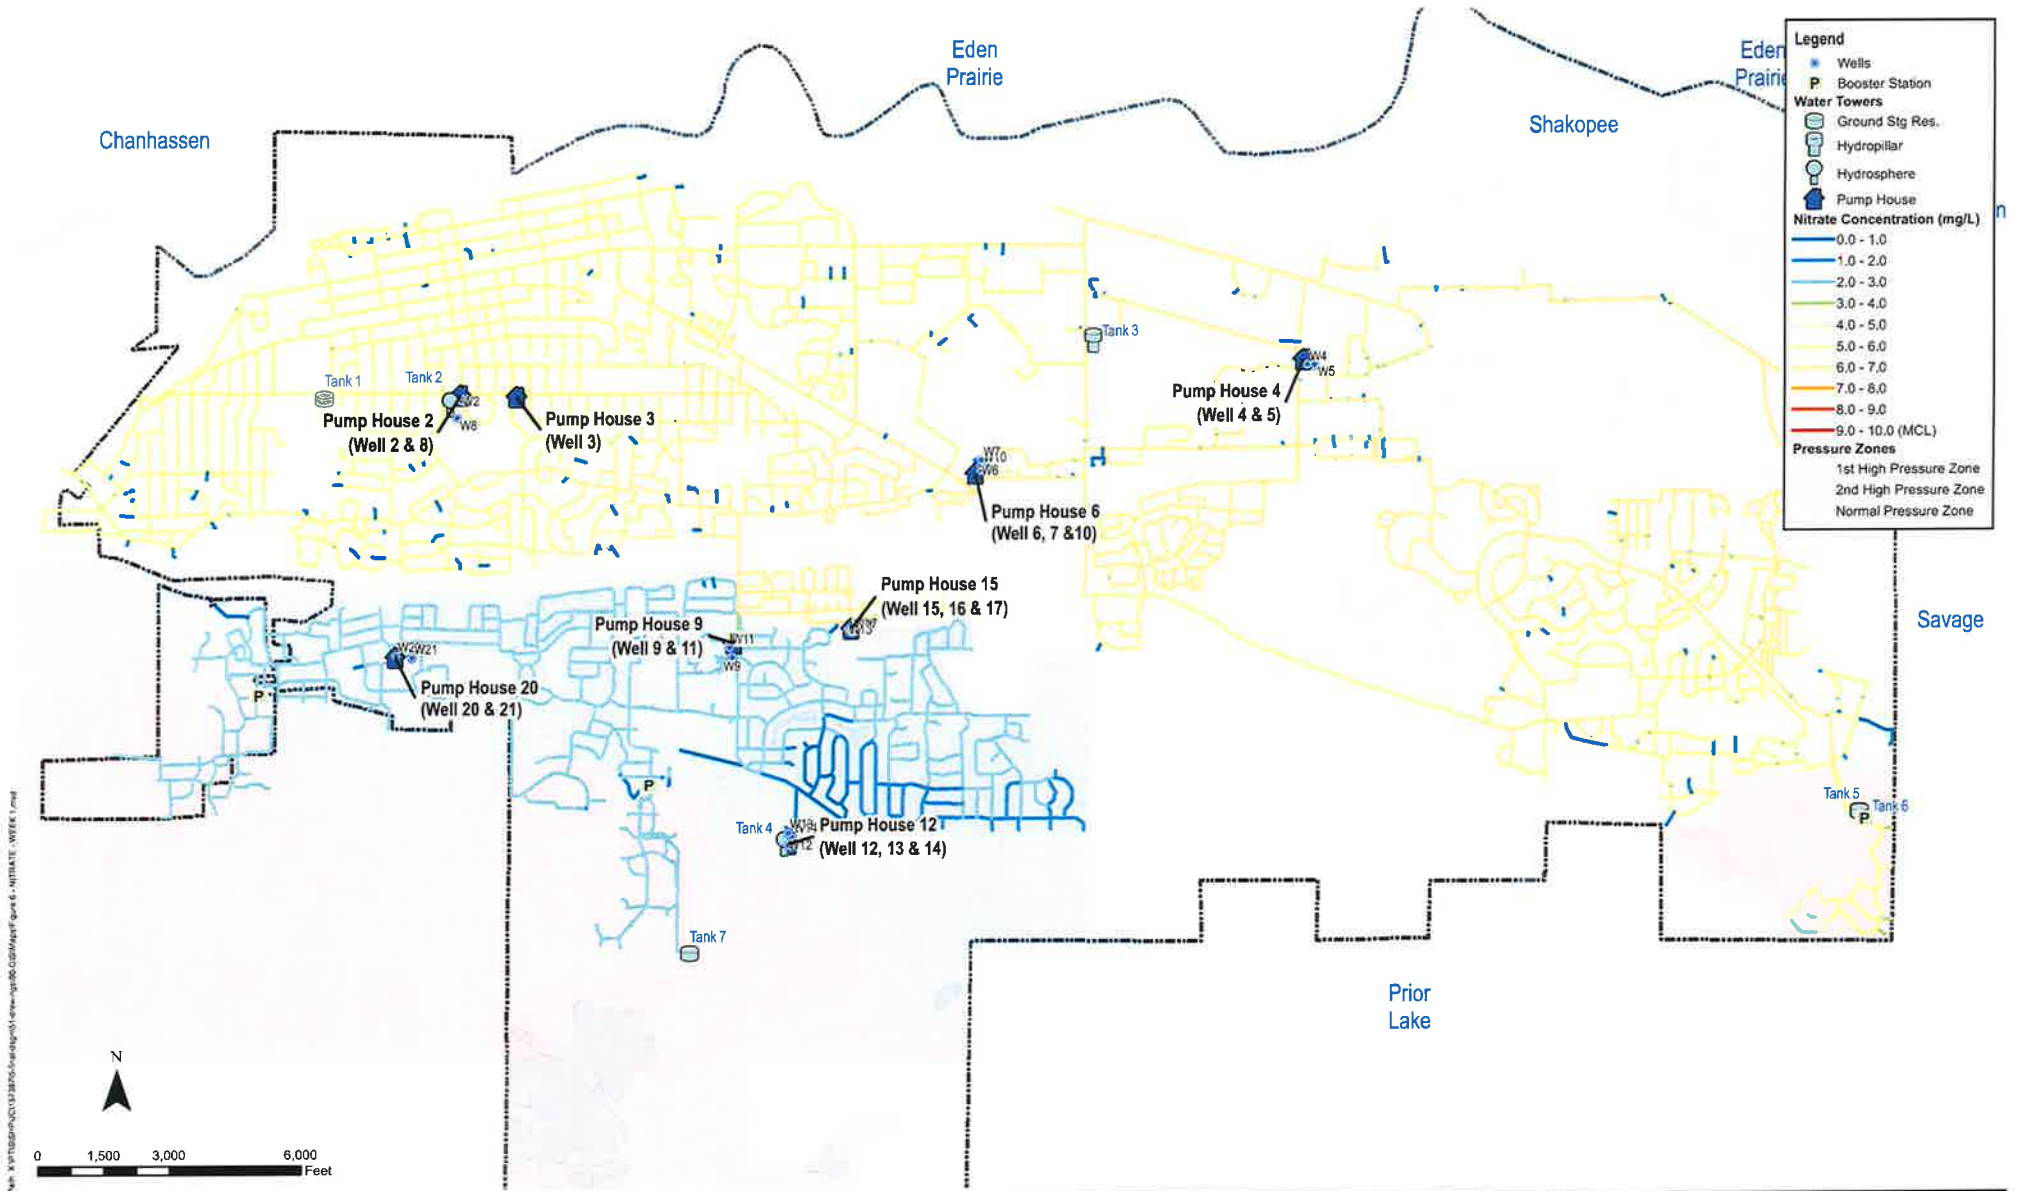 Eden
Prairie
Eden
Prairie
Chanhassen
Shakopee
Legend
Wells
P Booster Station
Water Towers
Ground Stg Res.
Hydropillar
Hydrosphere
Pump House
Nitrate Concentration (mg/L)
0.0 - 1.0
1.0 - 2.0
2.0 - 3.0
3.0 - 4.0
4.0 - 5.0
5.0 - 6.0
6.0 - 7.0
7.0 - 8.0
8.0 - 9.0
9.0 - 10.0 (MCL)
Pressure Zones
1st High Pressure Zone
2nd High Pressure Zone
Normal Pressure Zone
n
Tank 3
Tank 1
Tank 2
W8
Pump House 2
(Well 2 & 8)
Pump House 3
(Well 3)
W4
W5
Pump House 4
(Well 4 & 5)
W6
Pump House 6
(Well 6, 7 &10)
Pump House 15
(Well 15, 16 & 17)
Pump House 9
(Well 9 & 11)
W11
W9
W21
Pump House 20
(Well 20 & 21)
P
P
Savage
Tank 4
Pump House 12
(Well 12, 13 & 14)
Tank 5
Tank 6
P
Tank 7
Prior
Lake
N
0 1,500 3,000 6,000
Feet